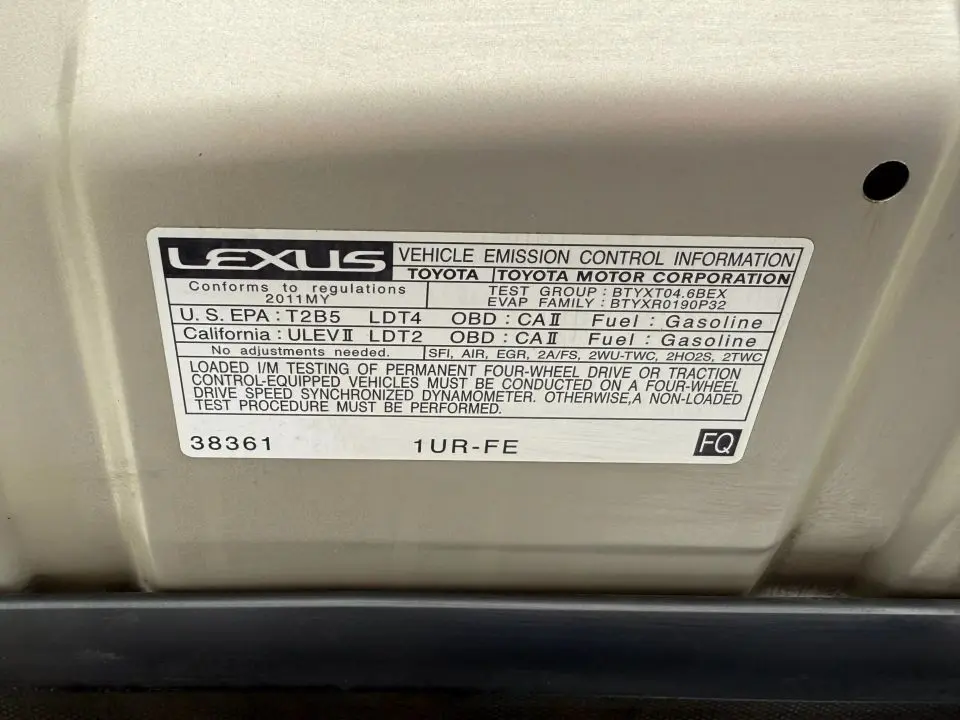 LEXUS VEHICLE EMISSION CONTROL INFORMATION
TOYOTA TOYOTA MOTOR CORPORATION
Conforms to regulations
2011MY
TEST GROUP : BTYXT04.6BEX
EVAP FAMILY : BTYXR0190P32
U. S. EPA : T2B5 LDT4 OBD : CAⅡ Fuel : Gasoline
California : ULEVⅡ LDT2 OBD : CAⅡ Fuel : Gasoline
No adjustments needed. SFI, AIR, EGR, 2A/FS, 2WU-TWC, 2HO2S, 2TWC
LOADED I/M TESTING OF PERMANENT FOUR-WHEEL DRIVE OR TRACTION
CONTROL-EQUIPPED VEHICLES MUST BE CONDUCTED ON A FOUR-WHEEL
DRIVE SPEED SYNCHRONIZED DYNAMOMETER. OTHERWISE,A NON-LOADED
TEST PROCEDURE MUST BE PERFORMED.
38361 1UR-FE FQ